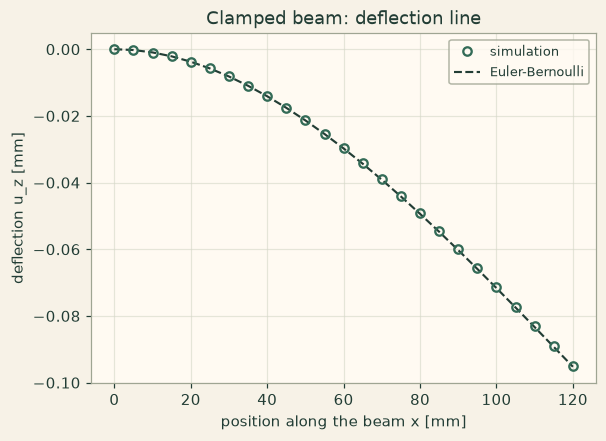 Clamped beam: deflection line
simulation
Euler-Bernoulli
deflection u_z [mm]
0.00
−0.02
−0.04
−0.06
−0.08
−0.10
0 20 40 60 80 100 120
position along the beam x [mm]